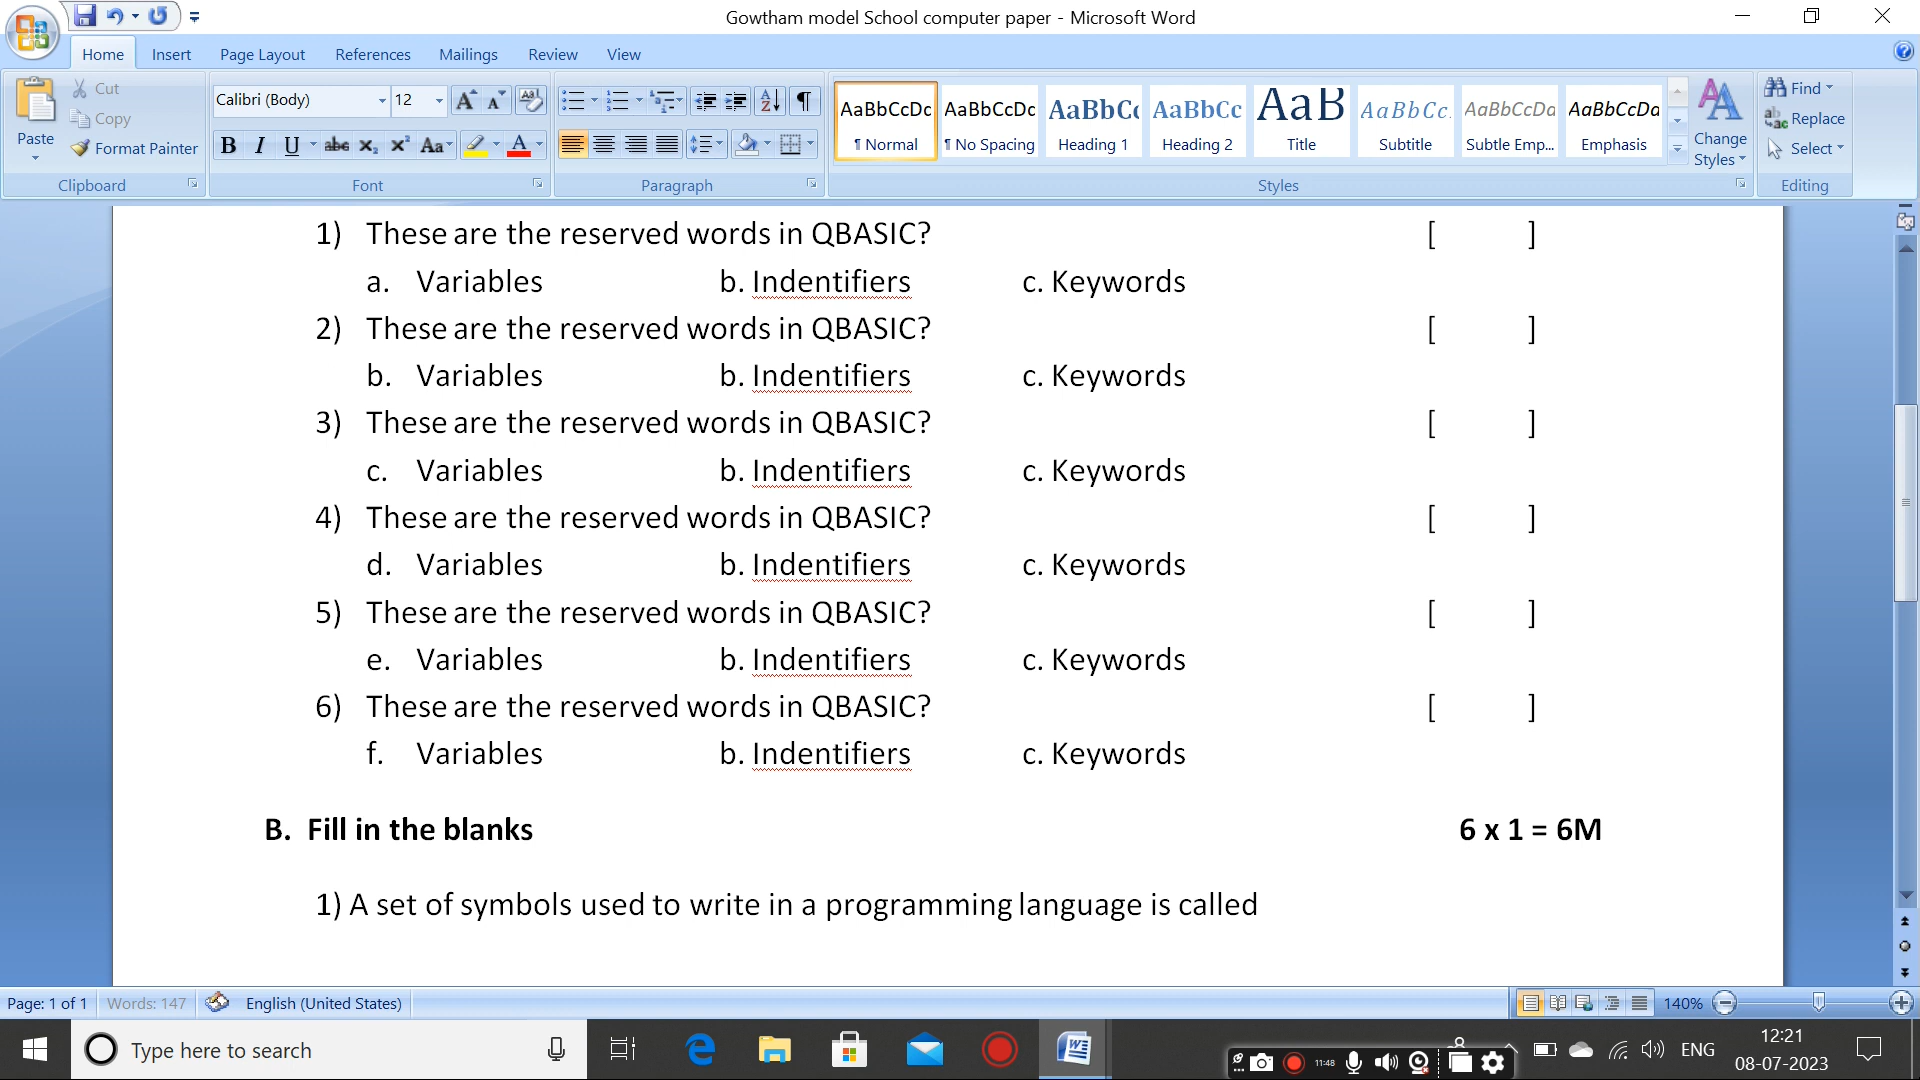 Gowtham model School computer paper - Microsoft Word
Home Insert Page Layout References Mailings Review View
Paste Cut Copy Format Painter Clipboard
Calibri (Body) 12
B I U abc X₂ X² Aa A
Font
Paragraph
AaBbCcDc AaBbCcDc AaBbC AaBbCc AaB AaBbCc. AaBbCcDa AaBbCcDa
¶ Normal ¶ No Spacing Heading 1 Heading 2 Title Subtitle Subtle Emp... Emphasis
Styles
Change Styles
Find
Replace
Select
Editing
1) These are the reserved words in QBASIC? [ ]
a. Variables b. Indentifiers c. Keywords
2) These are the reserved words in QBASIC? [ ]
b. Variables b. Indentifiers c. Keywords
3) These are the reserved words in QBASIC? [ ]
c. Variables b. Indentifiers c. Keywords
4) These are the reserved words in QBASIC? [ ]
d. Variables b. Indentifiers c. Keywords
5) These are the reserved words in QBASIC? [ ]
e. Variables b. Indentifiers c. Keywords
6) These are the reserved words in QBASIC? [ ]
f. Variables b. Indentifiers c. Keywords
B. Fill in the blanks 6 x 1 = 6M
1) A set of symbols used to write in a programming language is called
Page: 1 of 1 Words: 147 English (United States) 140%
Type here to search 11:48 ENG 12:21
08-07-2023